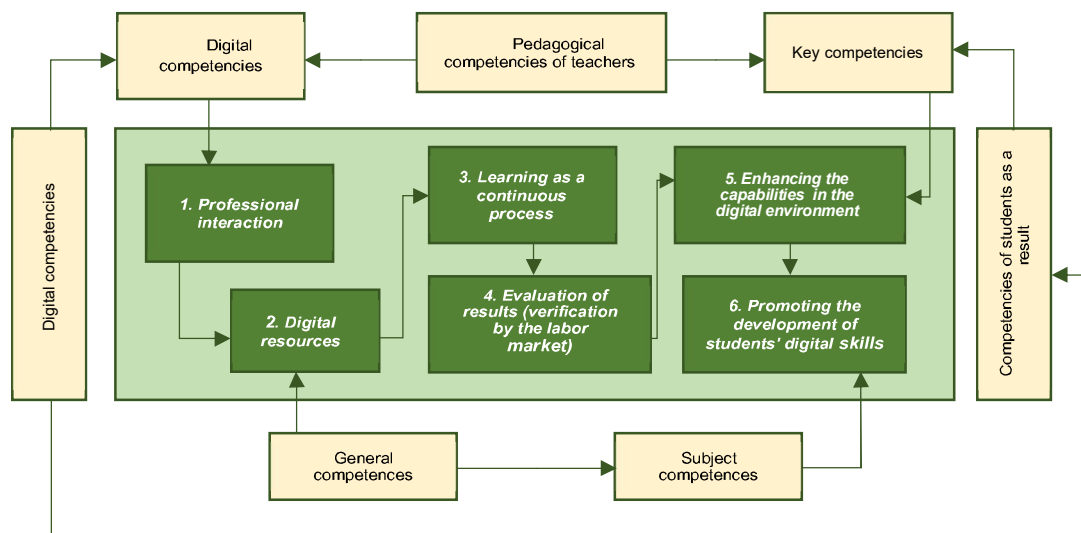 Digital
competencies
Pedagogical
competencies of teachers
Key competencies
Digital competencies
1. Professional
interaction
2. Digital
resources
3. Learning as a
continuous
process
4. Evaluation of
results (verification
by the labor
market)
5. Enhancing the
capabilities in the
digital environment
6. Promoting the
development of
students' digital skills
Competencies of students as a
result
General
competences
Subject
competences